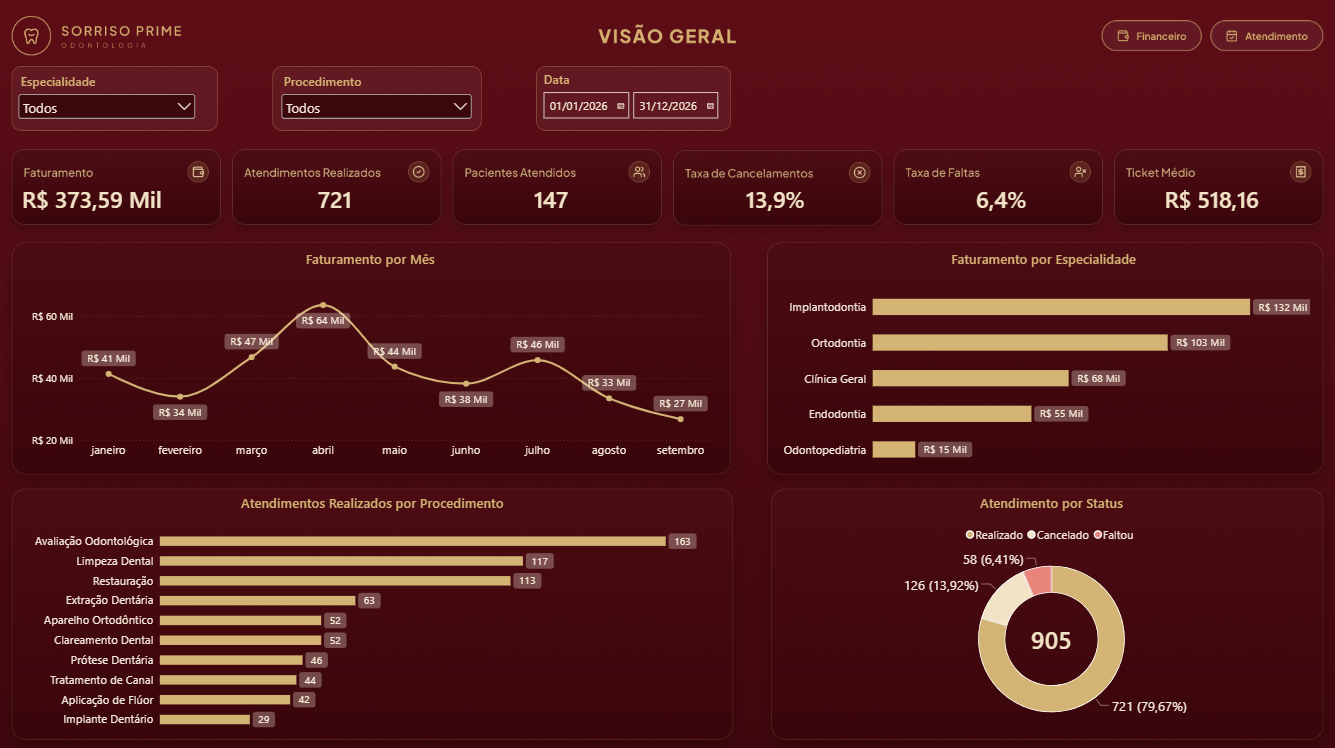 SORRISO PRIME
ODONTOLOGIA
VISÃO GERAL
Financeiro
Atendimento
Especialidade
Todos
Procedimento
Todos
Data
01/01/2026
31/12/2026
Faturamento
R$ 373,59 Mil
Atendimentos Realizados
721
Pacientes Atendidos
147
Taxa de Cancelamentos
13,9%
Taxa de Faltas
6,4%
Ticket Médio
R$ 518,16
Faturamento por Mês
R$ 60 Mil
R$ 40 Mil
R$ 20 Mil
R$ 41 Mil
R$ 34 Mil
R$ 47 Mil
R$ 64 Mil
R$ 44 Mil
R$ 38 Mil
R$ 46 Mil
R$ 33 Mil
R$ 27 Mil
janeiro
fevereiro
março
abril
maio
junho
julho
agosto
setembro
Faturamento por Especialidade
Implantodontia R$ 132 Mil
Ortodontia R$ 103 Mil
Clínica Geral R$ 68 Mil
Endodontia R$ 55 Mil
Odontopediatria R$ 15 Mil
Atendimentos Realizados por Procedimento
Avaliação Odontológica 163
Limpeza Dental 117
Restauração 113
Extração Dentária 63
Aparelho Ortodôntico 52
Clareamento Dental 52
Prótese Dentária 46
Tratamento de Canal 44
Aplicação de Flúor 42
Implante Dentário 29
Atendimento por Status
Realizado Cancelado Faltou
58 (6,41%)
126 (13,92%)
905
721 (79,67%)